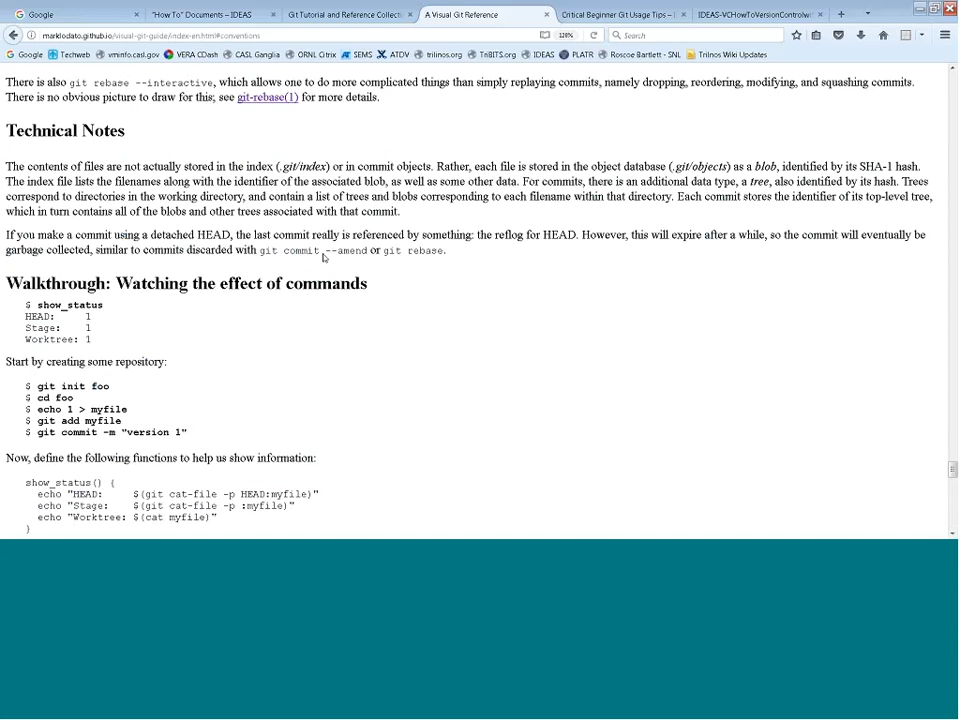 Google
"How To" Documents – IDEAS
Git Tutorial and Reference Collecti
A Visual Git Reference
Critical Beginner Git Usage Tips –
IDEAS-VCHowToVersionControlw
marklodato.github.io/visual-git-guide/index-en.html#conventions
120%
Search
Google Techweb vminfo.casl.gov VERA CDash CASL Ganglia ORNL Citrix SEMS ATDV trilinos.org TriBITS.org IDEAS PLATR Roscoe Bartlett - SNL Trilnos Wiki Updates
There is also git rebase --interactive, which allows one to do more complicated things than simply replaying commits, namely dropping, reordering, modifying, and squashing commits.
There is no obvious picture to draw for this; see git-rebase(1) for more details.
Technical Notes
The contents of files are not actually stored in the index (.git/index) or in commit objects. Rather, each file is stored in the object database (.git/objects) as a blob, identified by its SHA-1 hash.
The index file lists the filenames along with the identifier of the associated blob, as well as some other data. For commits, there is an additional data type, a tree, also identified by its hash. Trees
correspond to directories in the working directory, and contain a list of trees and blobs corresponding to each filename within that directory. Each commit stores the identifier of its top-level tree,
which in turn contains all of the blobs and other trees associated with that commit.
If you make a commit using a detached HEAD, the last commit really is referenced by something: the reflog for HEAD. However, this will expire after a while, so the commit will eventually be
garbage collected, similar to commits discarded with git commit --amend or git rebase.
Walkthrough: Watching the effect of commands
$ show_status
HEAD: 1
Stage: 1
Worktree: 1
Start by creating some repository:
$ git init foo
$ cd foo
$ echo 1 > myfile
$ git add myfile
$ git commit -m "version 1"
Now, define the following functions to help us show information:
show_status() {
echo "HEAD: $(git cat-file -p HEAD:myfile)"
echo "Stage: $(git cat-file -p :myfile)"
echo "Worktree: $(cat myfile)"
}